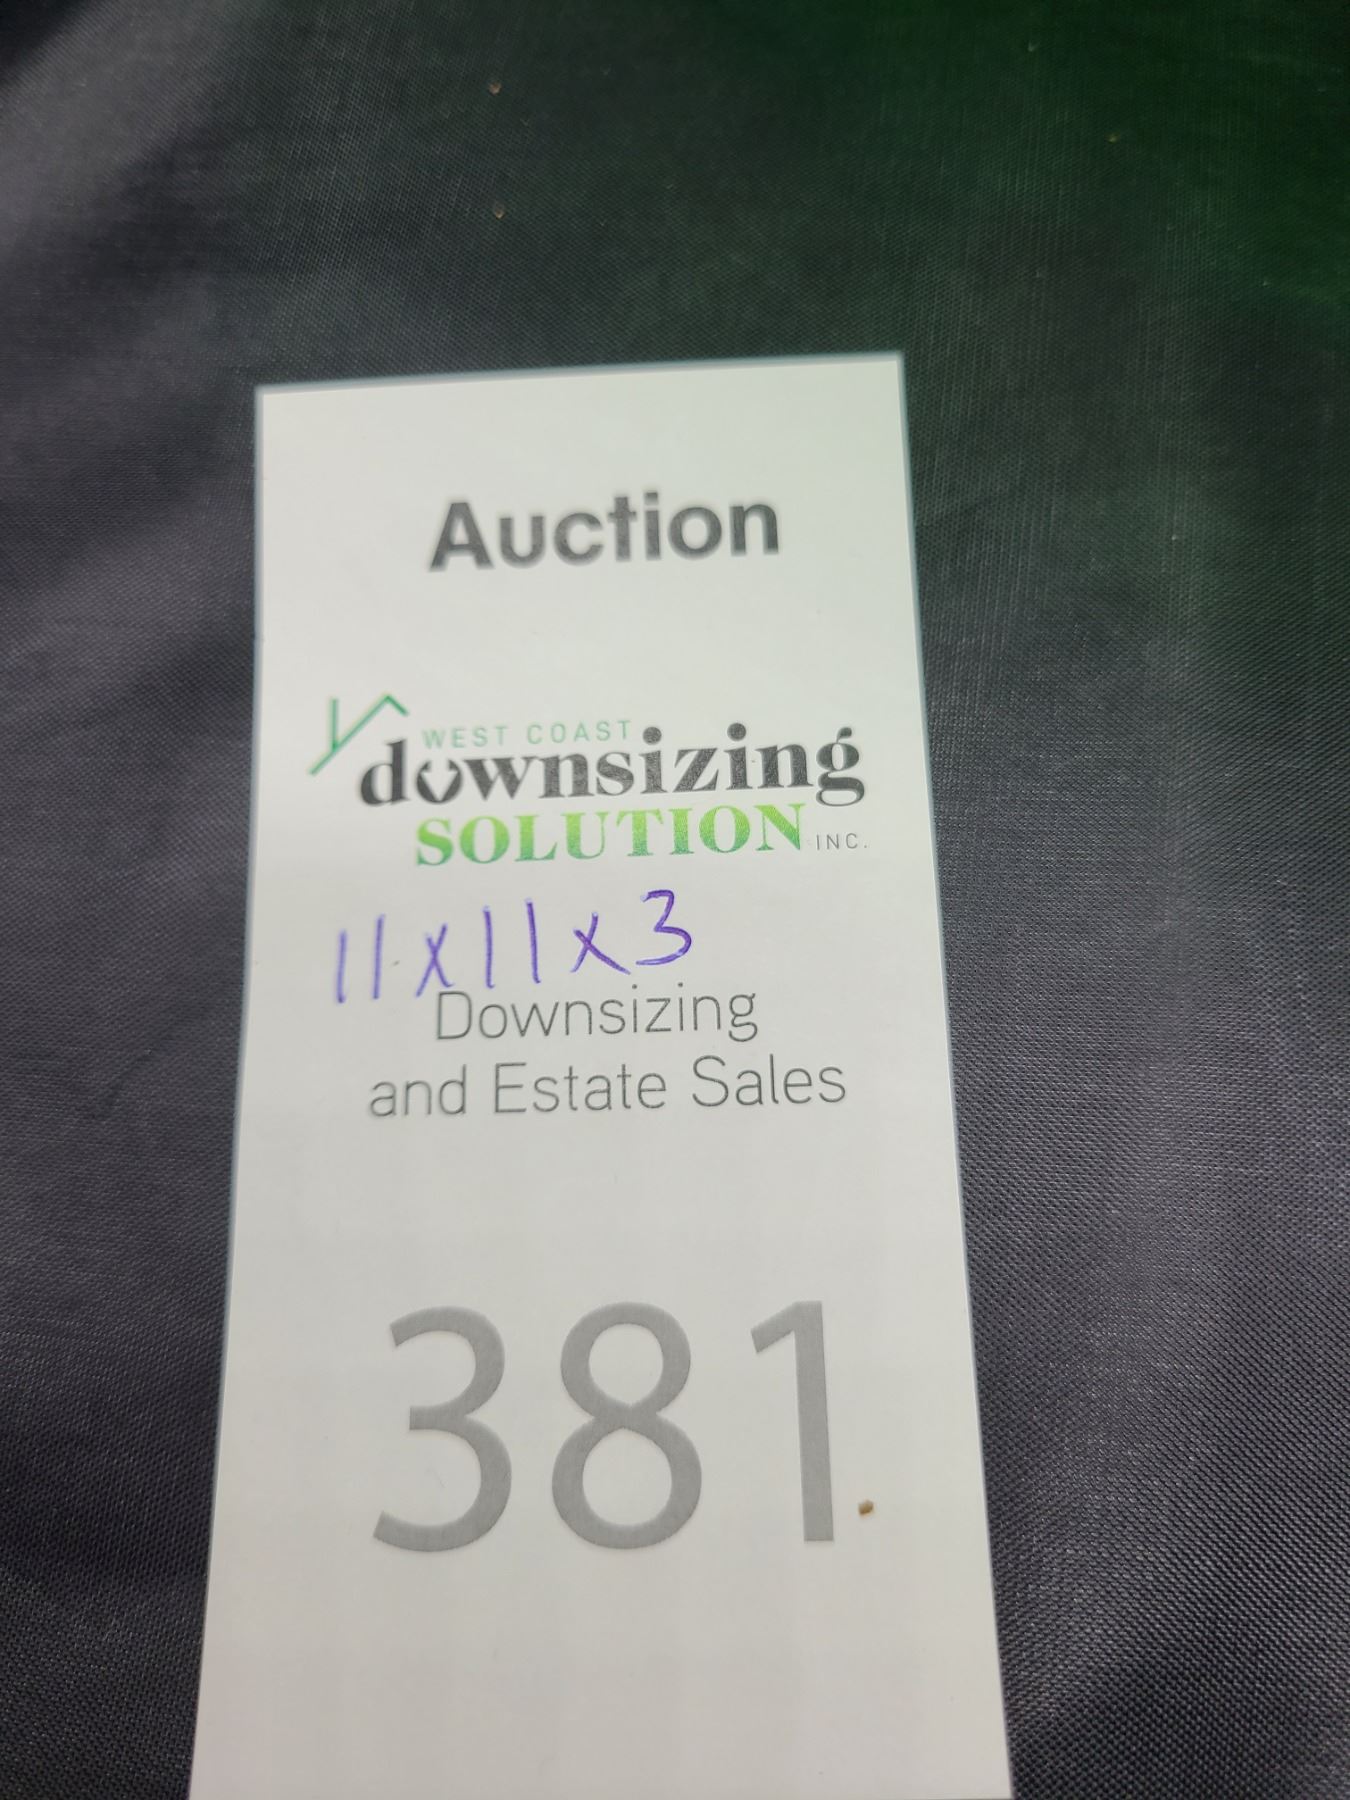 Auction
WEST COAST
downsizing
SOLUTION INC.
11x11x3
Downsizing
and Estate Sales
381